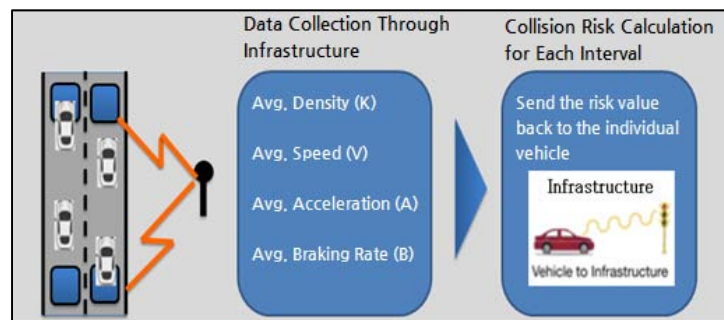 Data Collection Through
Infrastructure
Avg. Density (K)
Avg. Speed (V)
Avg. Acceleration (A)
Avg. Braking Rate (B)
Collision Risk Calculation
for Each Interval
Send the risk value
back to the individual
vehicle
Infrastructure
Vehicle to Infrastructure